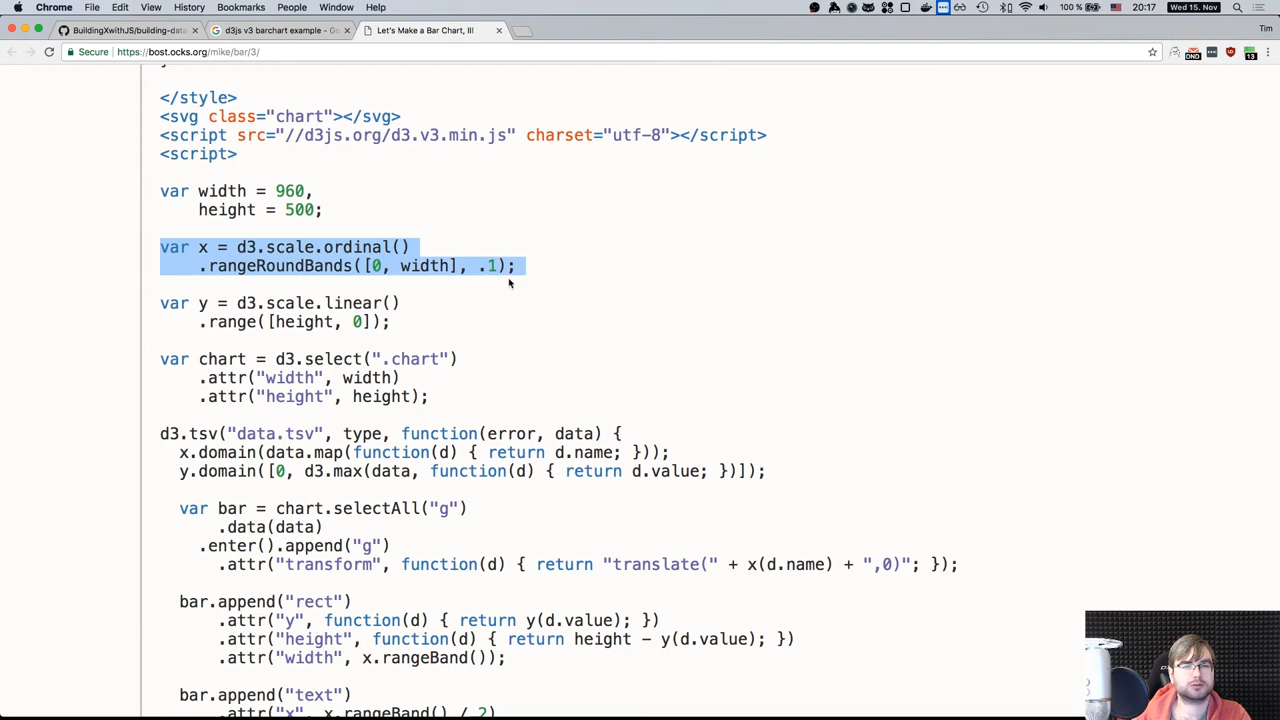 Chrome File Edit View History Bookmarks People Window Help 100 % 20:17 Wed 15. Nov
BuildingXwithJS/building-data d3js v3 barchart example - Go Let's Make a Bar Chart, III Tim
Secure https://bost.ocks.org/mike/bar/3/
</style>
<svg class="chart"></svg>
<script src="//d3js.org/d3.v3.min.js" charset="utf-8"></script>
<script>
var width = 960,
height = 500;
var x = d3.scale.ordinal()
.rangeRoundBands([0, width], .1);
var y = d3.scale.linear()
.range([height, 0]);
var chart = d3.select(".chart")
.attr("width", width)
.attr("height", height);
d3.tsv("data.tsv", type, function(error, data) {
x.domain(data.map(function(d) { return d.name; }));
y.domain([0, d3.max(data, function(d) { return d.value; })]);
var bar = chart.selectAll("g")
.data(data)
.enter().append("g")
.attr("transform", function(d) { return "translate(" + x(d.name) + ",0)"; });
bar.append("rect")
.attr("y", function(d) { return y(d.value); })
.attr("height", function(d) { return height - y(d.value); })
.attr("width", x.rangeBand());
bar.append("text")
.attr("x", x.rangeBand() / 2)